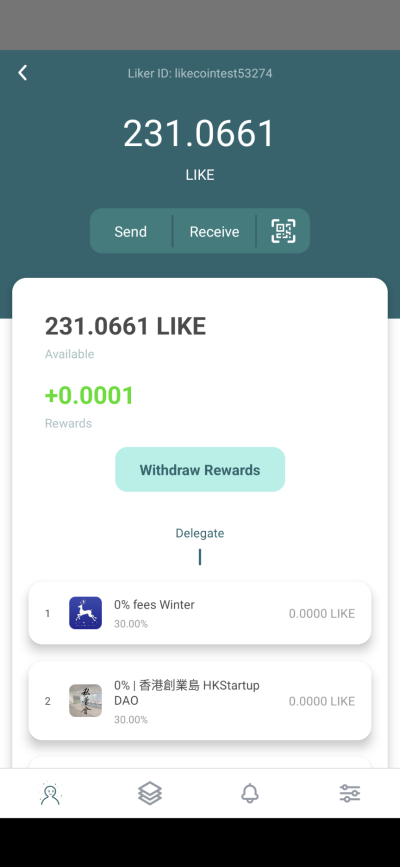 Liker ID: likecointest53274
231.0661
LIKE
Send
Receive
231.0661 LIKE
Available
+0.0001
Rewards
Withdraw Rewards
Delegate
1
0% fees Winter
30.00%
0.0000 LIKE
2
0% | 香港創業島 HKStartup
DAO
30.00%
0.0000 LIKE